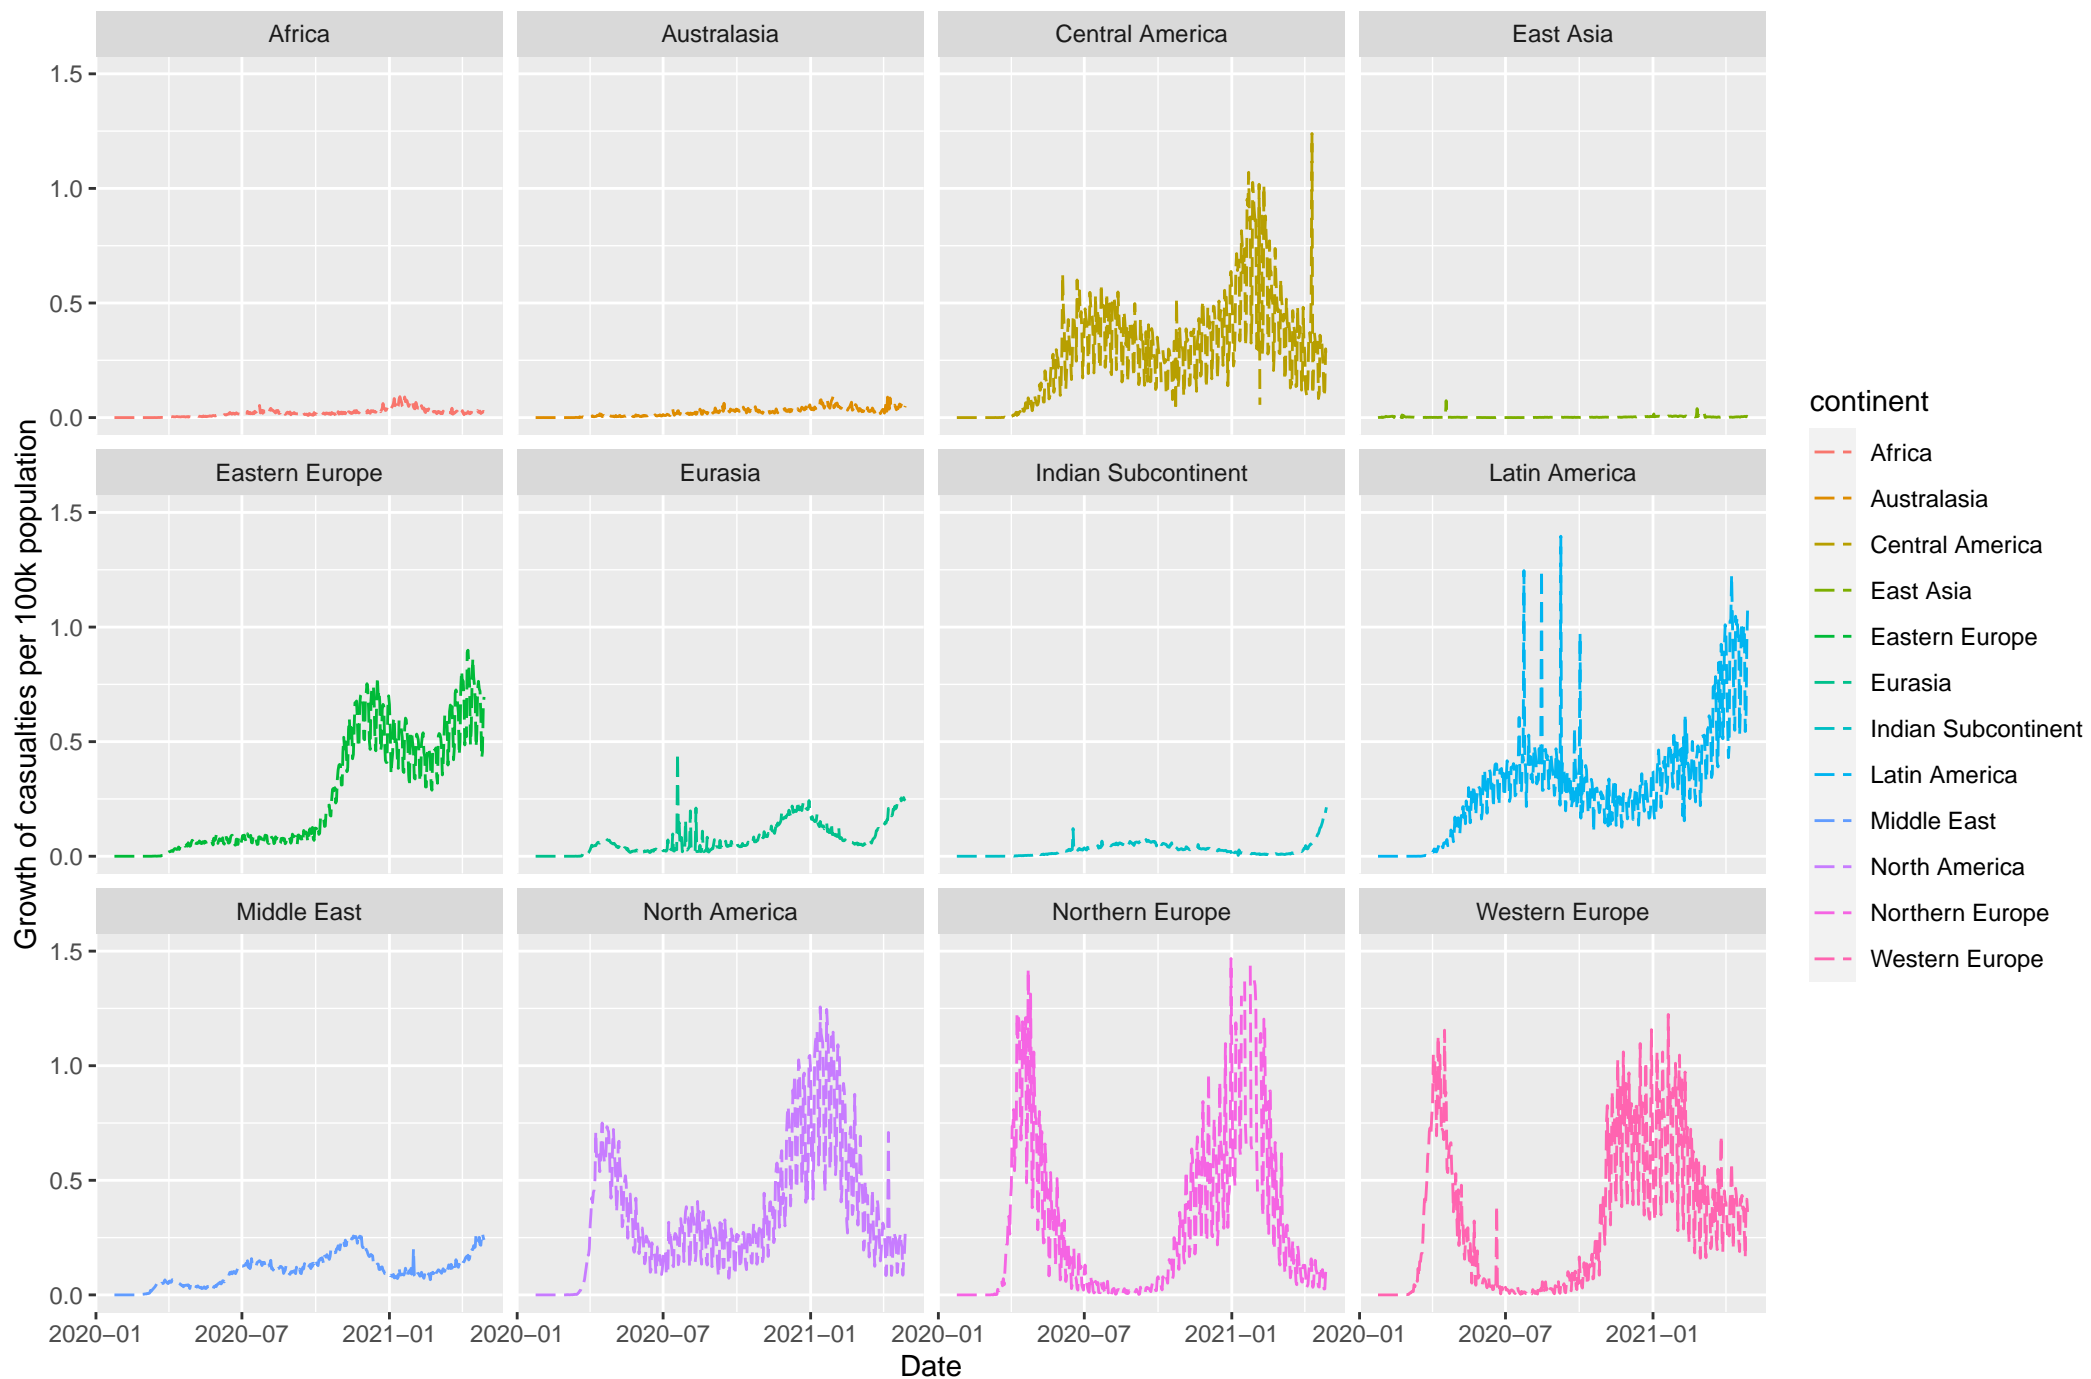 Africa
Australasia
Central America
East Asia
1.5
1.0
0.5
0.0
Eastern Europe
Eurasia
Indian Subcontinent
Latin America
1.5
1.0
0.5
0.0
Middle East
North America
Northern Europe
Western Europe
1.5
1.0
0.5
0.0
2020−01
2020−07
2021−01
2020−01
2020−07
2021−01
2020−01
2020−07
2021−01
2020−01
2020−07
2021−01
Date
Growth of casualties per 100k population
continent
Africa
Australasia
Central America
East Asia
Eastern Europe
Eurasia
Indian Subcontinent
Latin America
Middle East
North America
Northern Europe
Western Europe